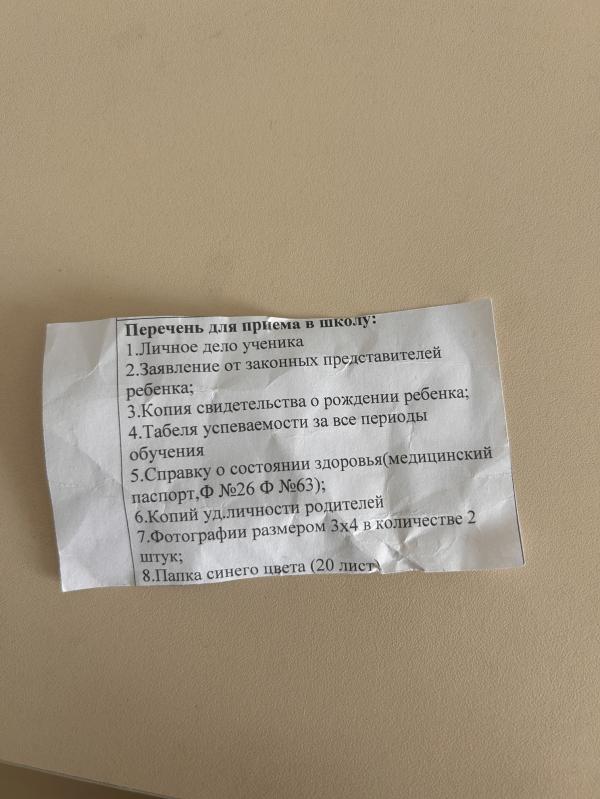 Перечень для приема в школу:
1.Личное дело ученика
2.Заявление от законных представителей
ребенка;
3.Копия свидетельства о рождении ребенка;
4.Табеля успеваемости за все периоды
обучения
5.Справку о состоянии здоровья(медицинский
паспорт,Ф №26 Ф №63);
6.Копий уд.личности родителей
7.Фотографии размером 3х4 в количестве 2
штук;
8.Папка синего цвета (20 лист)